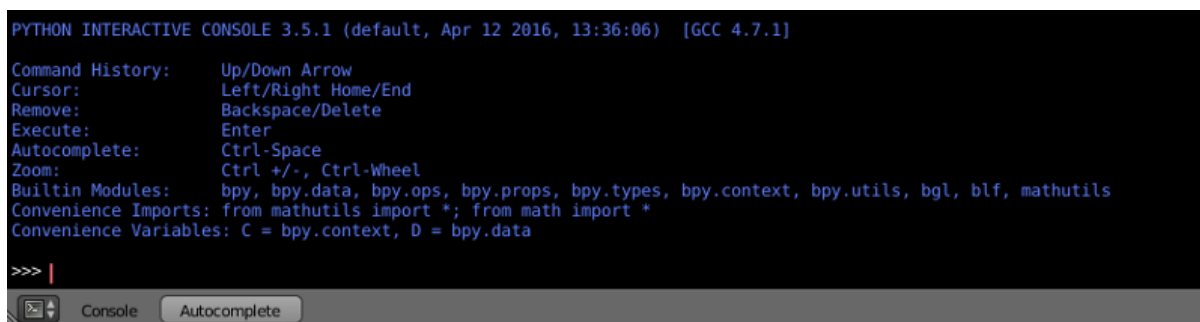 PYTHON INTERACTIVE CONSOLE 3.5.1 (default, Apr 12 2016, 13:36:06)  [GCC 4.7.1]
Command History:     Up/Down Arrow
Cursor:              Left/Right Home/End
Remove:              Backspace/Delete
Execute:             Enter
Autocomplete:        Ctrl-Space
Zoom:                Ctrl +/-, Ctrl-Wheel
Builtin Modules:     bpy, bpy.data, bpy.ops, bpy.props, bpy.types, bpy.context, bpy.utils, bgl, blf, mathutils
Convenience Imports: from mathutils import *; from math import *
Convenience Variables: C = bpy.context, D = bpy.data
>>>
Console Autocomplete